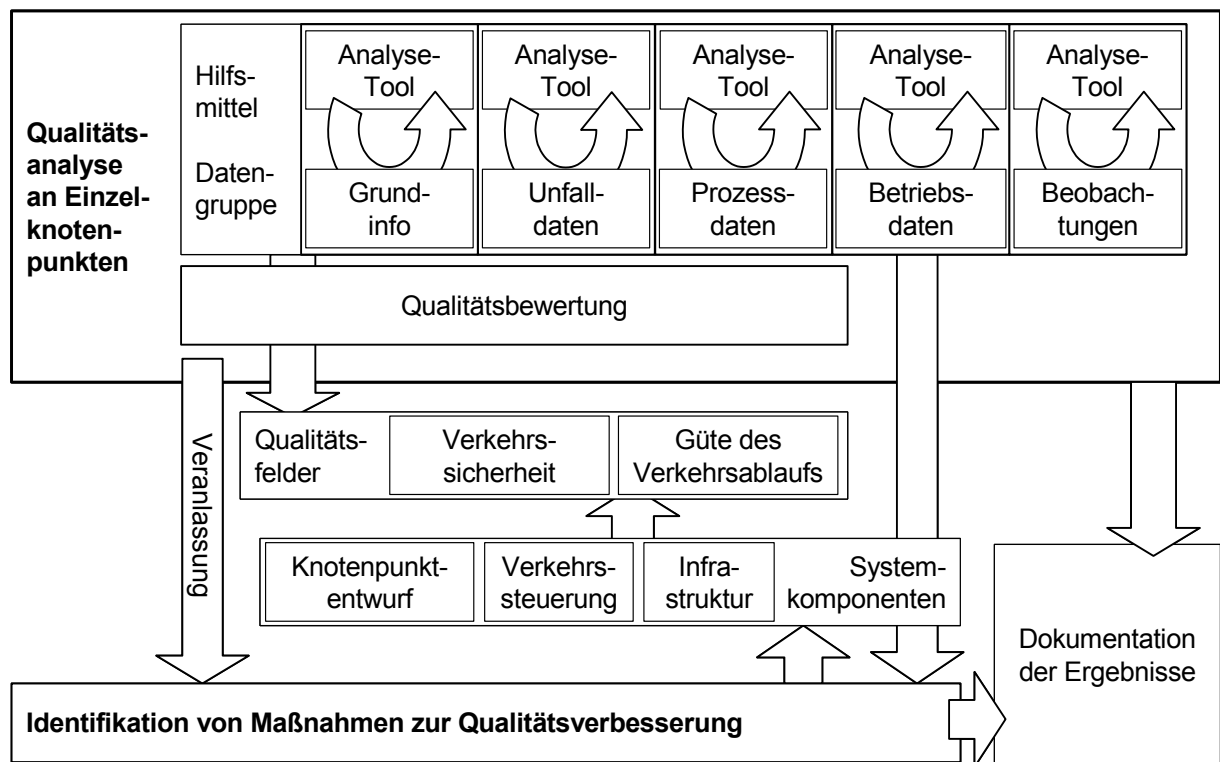 Qualitäts-
analyse
an Einzel-
knoten-
punkten
Hilfs-
mittel
Daten-
gruppe
Analyse-
Tool
Grund-
info
Analyse-
Tool
Unfall-
daten
Analyse-
Tool
Prozess-
daten
Analyse-
Tool
Betriebs-
daten
Analyse-
Tool
Beobach-
tungen
Qualitätsbewertung
Veranlassung
Qualitäts-
felder
Verkehrs-
sicherheit
Güte des
Verkehrsablaufs
Knotenpunkt-
entwurf
Verkehrs-
steuerung
Infra-
struktur
System-
komponenten
Dokumentation
der Ergebnisse
Identifikation von Maßnahmen zur Qualitätsverbesserung